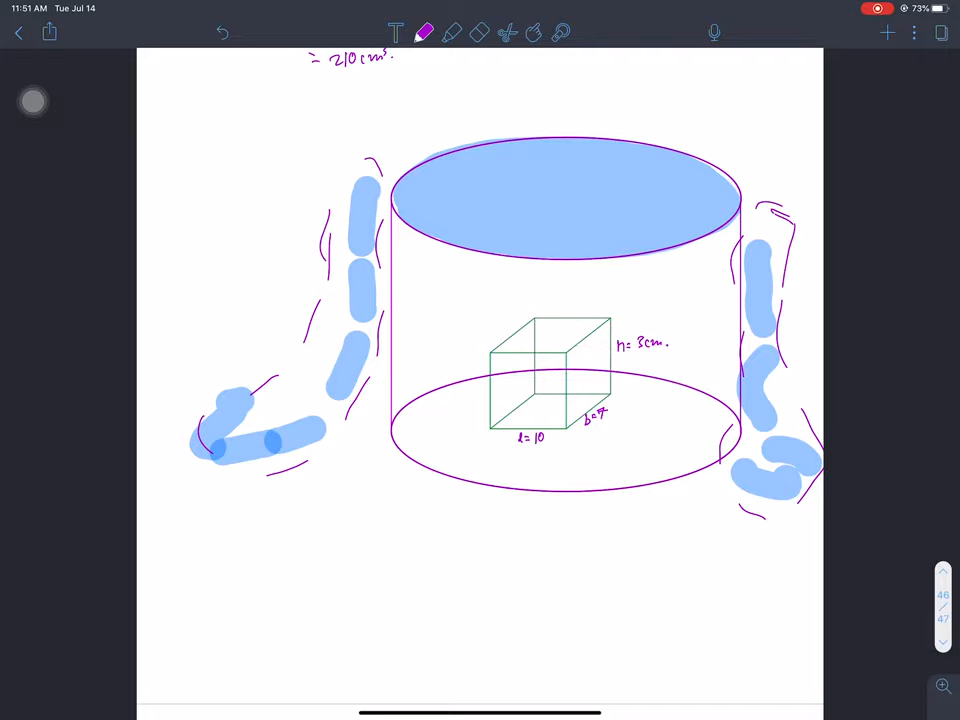 11:51 AM Tue Jul 14
73%
T
= 210 cm³.
h= 3cm.
b=7
l=10
46
/
47